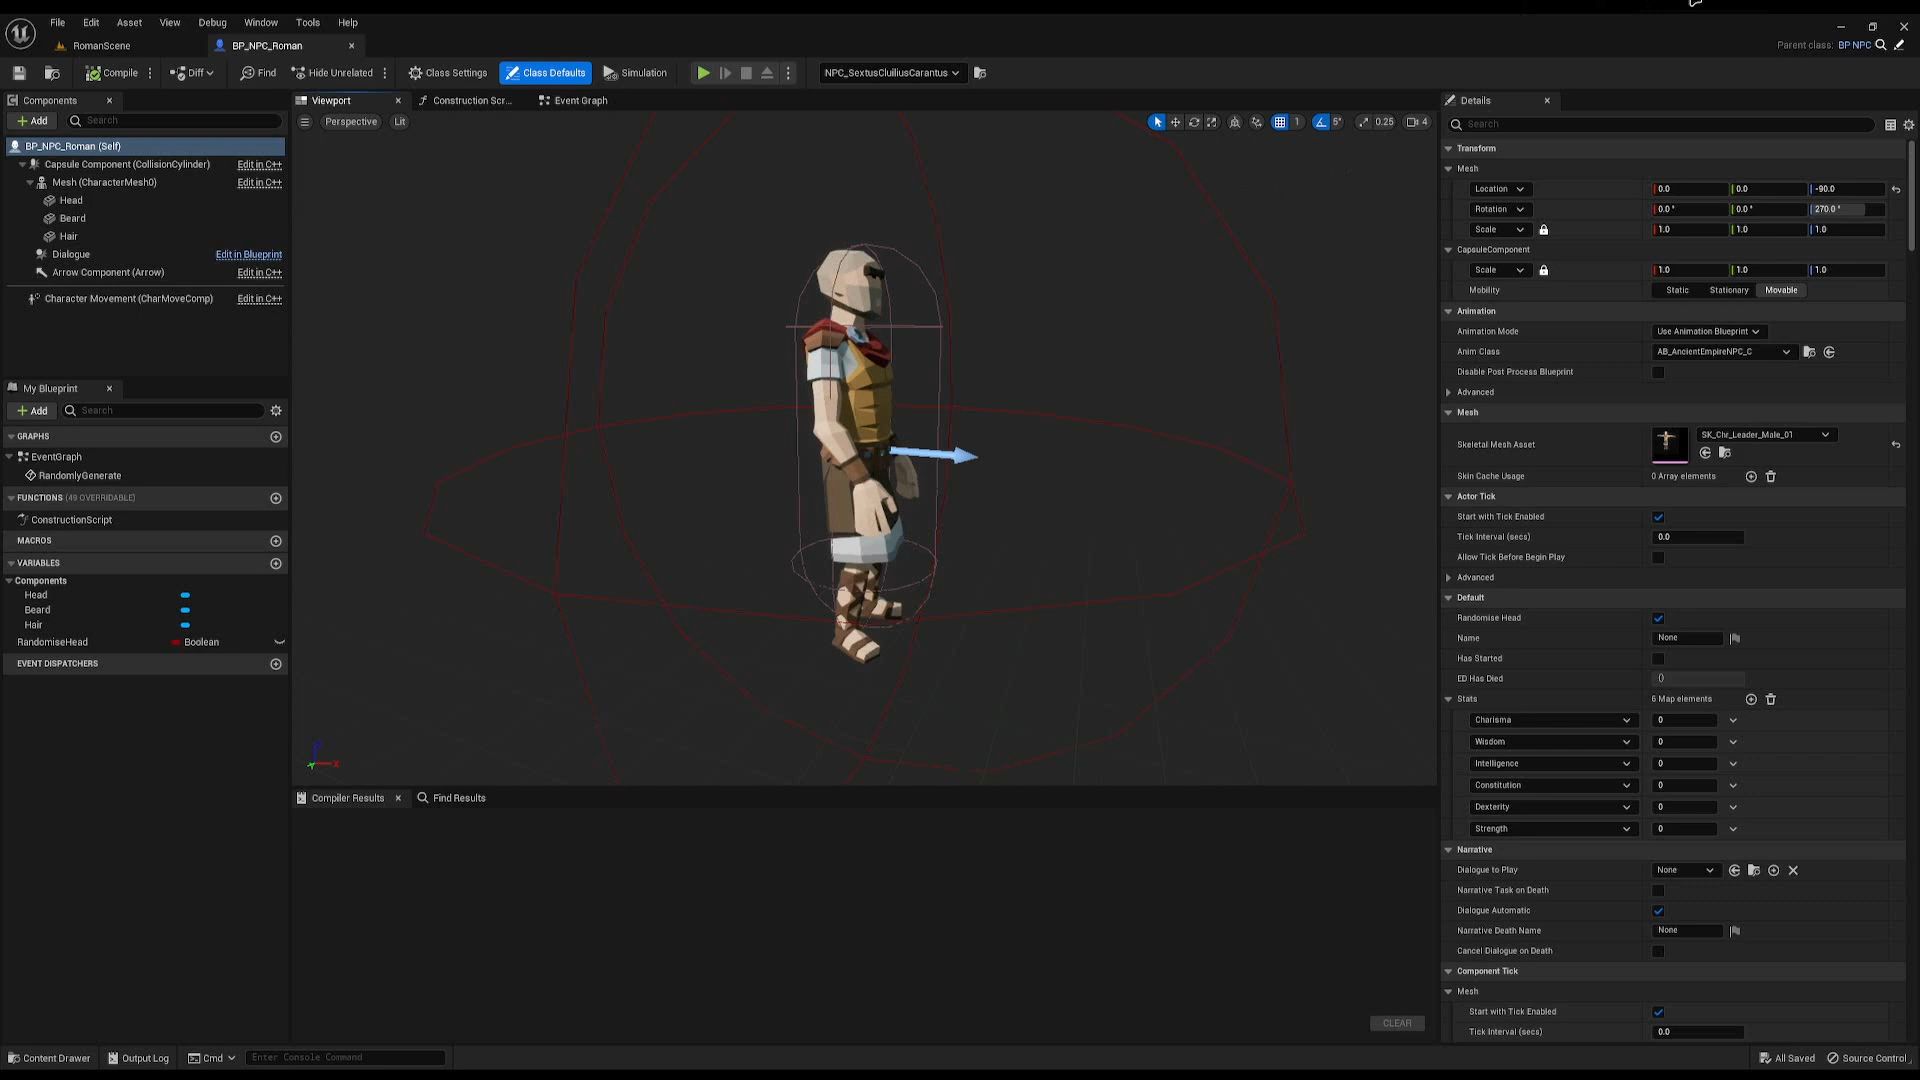 File Edit Asset View Debug Window Tools Help
RomanScene BP_NPC_Roman
Parent class: BP NPC
Compile Diff Find Hide Unrelated Class Settings Class Defaults Simulation NPC_SextusCluiliusCarantus
Components
Add Search
BP_NPC_Roman (Self)
Capsule Component (CollisionCylinder) Edit in C++
Mesh (CharacterMesh0) Edit in C++
Head
Beard
Hair
Dialogue Edit in Blueprint
Arrow Component (Arrow) Edit in C++
Character Movement (CharMoveComp) Edit in C++
My Blueprint
Add Search
GRAPHS
EventGraph
RandomlyGenerate
FUNCTIONS (49 OVERRIDABLE)
ConstructionScript
MACROS
VARIABLES
Components
Head
Beard
Hair
RandomiseHead Boolean
EVENT DISPATCHERS
Viewport Construction Scr... Event Graph
Perspective Lit
1 5° 0.25 4
Z
X
Compiler Results Find Results
CLEAR
Details
Search
Transform
Mesh
Location 0.0 0.0 -90.0
Rotation 0.0 ° 0.0 ° 270.0 °
Scale 1.0 1.0 1.0
CapsuleComponent
Scale 1.0 1.0 1.0
Mobility Static Stationary Movable
Animation
Animation Mode Use Animation Blueprint
Anim Class AB_AncientEmpireNPC_C
Disable Post Process Blueprint
Advanced
Mesh
Skeletal Mesh Asset SK_Chr_Leader_Male_01
Skin Cache Usage 0 Array elements
Actor Tick
Start with Tick Enabled
Tick Interval (secs) 0.0
Allow Tick Before Begin Play
Advanced
Default
Randomise Head
Name None
Has Started
ED Has Died ()
Stats 6 Map elements
Charisma 0
Wisdom 0
Intelligence 0
Constitution 0
Dexterity 0
Strength 0
Narrative
Dialogue to Play None
Narrative Task on Death
Dialogue Automatic
Narrative Death Name None
Cancel Dialogue on Death
Component Tick
Mesh
Start with Tick Enabled
Tick Interval (secs) 0.0
Content Drawer Output Log Cmd Enter Console Command All Saved Source Control